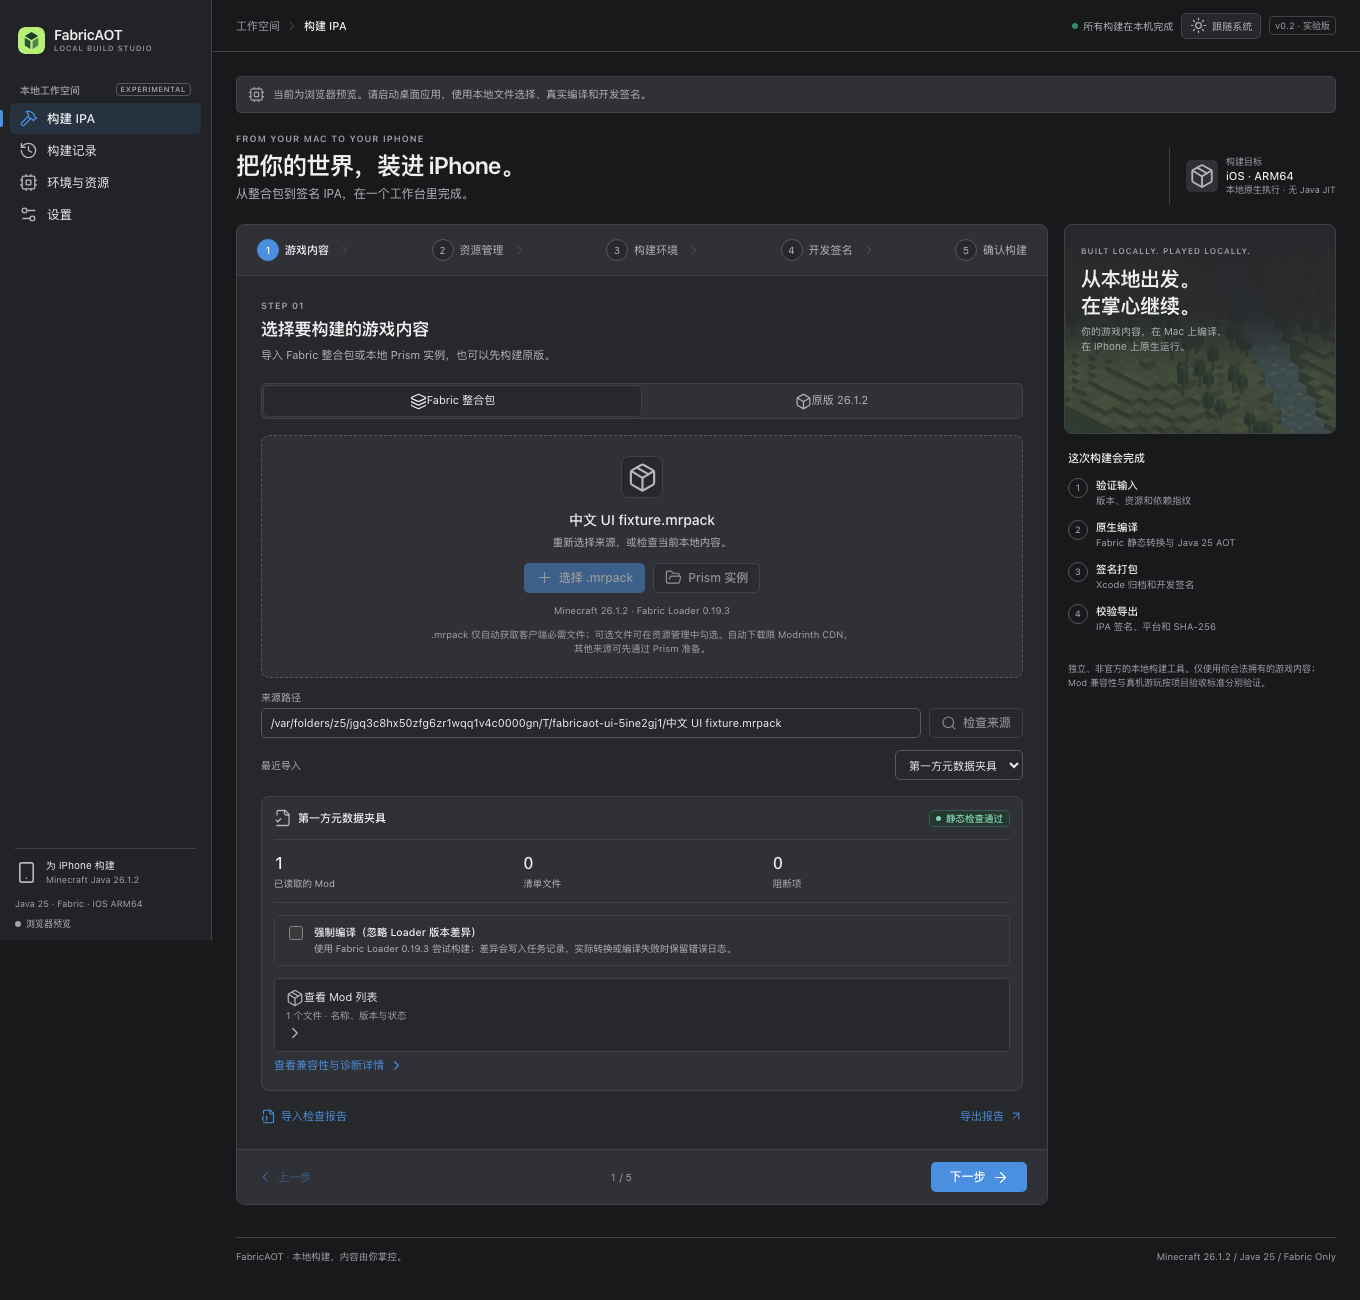 FabricAOT
LOCAL BUILD STUDIO
本地工作空间
EXPERIMENTAL
构建 IPA
构建记录
环境与资源
设置
为 iPhone 构建
Minecraft Java 26.1.2
Java 25 · Fabric · iOS ARM64
浏览器预览
工作空间
构建 IPA
所有构建在本机完成
跟随系统
v0.2 · 实验版
当前为浏览器预览。请启动桌面应用，使用本地文件选择、真实编译和开发签名。
FROM YOUR MAC TO YOUR IPHONE
把你的世界，装进 iPhone。
从整合包到签名 IPA，在一个工作台里完成。
构建目标
iOS · ARM64
本地原生执行 · 无 Java JIT
1 游戏内容
2 资源管理
3 构建环境
4 开发签名
5 确认构建
STEP 01
选择要构建的游戏内容
导入 Fabric 整合包或本地 Prism 实例，也可以先构建原版。
Fabric 整合包
原版 26.1.2
中文 UI fixture.mrpack
重新选择来源，或检查当前本地内容。
选择 .mrpack
Prism 实例
Minecraft 26.1.2 · Fabric Loader 0.19.3
.mrpack 仅自动获取客户端必需文件；可选文件可在资源管理中勾选。自动下载限 Modrinth CDN，
其他来源可先通过 Prism 准备。
来源路径
/var/folders/z5/jgq3c8hx50zfg6zr1wqq1v4c0000gn/T/fabricaot-ui-5ine2gj1/中文 UI fixture.mrpack
检查来源
最近导入
第一方元数据夹具
第一方元数据夹具
静态检查通过
1
已读取的 Mod
0
清单文件
0
阻断项
强制编译（忽略 Loader 版本差异）
使用 Fabric Loader 0.19.3 尝试构建；差异会写入任务记录，实际转换或编译失败时保留错误日志。
查看 Mod 列表
1 个文件 · 名称、版本与状态
查看兼容性与诊断详情
导入检查报告
导出报告
上一步
1 / 5
下一步
BUILT LOCALLY. PLAYED LOCALLY.
从本地出发。
在掌心继续。
你的游戏内容，在 Mac 上编译，
在 iPhone 上原生运行。
这次构建会完成
1 验证输入
版本、资源和依赖指纹
2 原生编译
Fabric 静态转换与 Java 25 AOT
3 签名打包
Xcode 归档和开发签名
4 校验导出
IPA 签名、平台和 SHA-256
独立、非官方的本地构建工具。仅使用你合法拥有的游戏内容；
Mod 兼容性与真机游玩按项目验收标准分别验证。
FabricAOT · 本地构建，内容由你掌控。
Minecraft 26.1.2 / Java 25 / Fabric Only